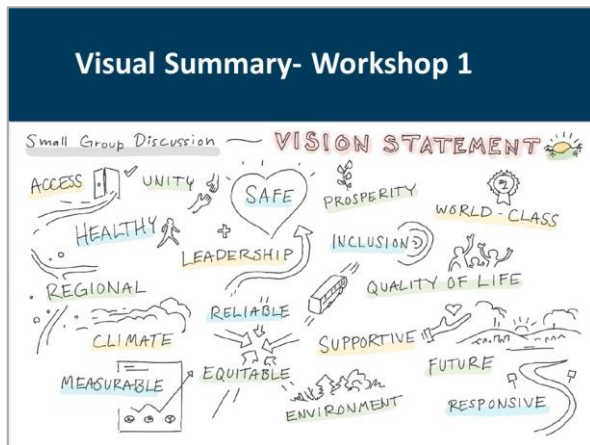 Visual Summary- Workshop 1
Small Group Discussion — VISION STATEMENT
ACCESS
UNITY
SAFE
PROSPERITY
WORLD-CLASS
HEALTHY
+
LEADERSHIP
INCLUSION
REGIONAL
QUALITY OF LIFE
RELIABLE
CLIMATE
SUPPORTIVE
FUTURE
MEASURABLE
EQUITABLE
ENVIRONMENT
RESPONSIVE